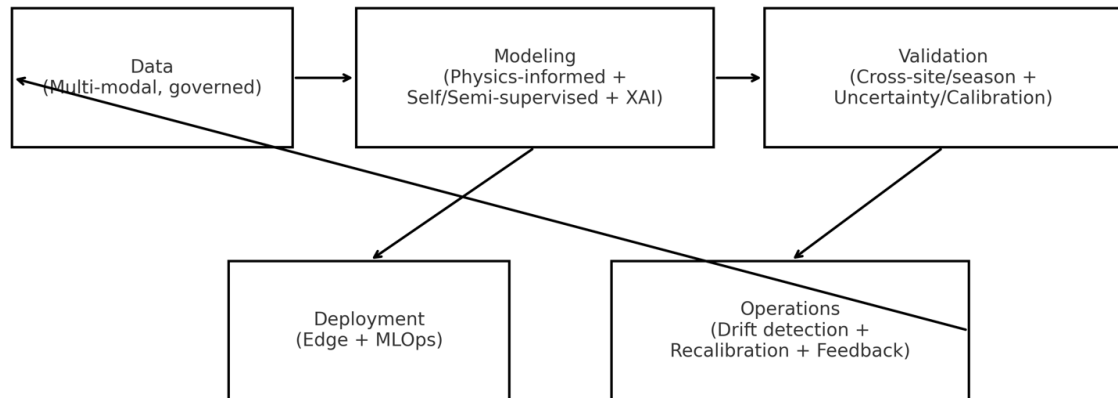 Data
(Multi-modal, governed)
Modeling
(Physics-informed +
Self/Semi-supervised + XAI)
Validation
(Cross-site/season +
Uncertainty/Calibration)
Deployment
(Edge + MLOps)
Operations
(Drift detection +
Recalibration + Feedback)